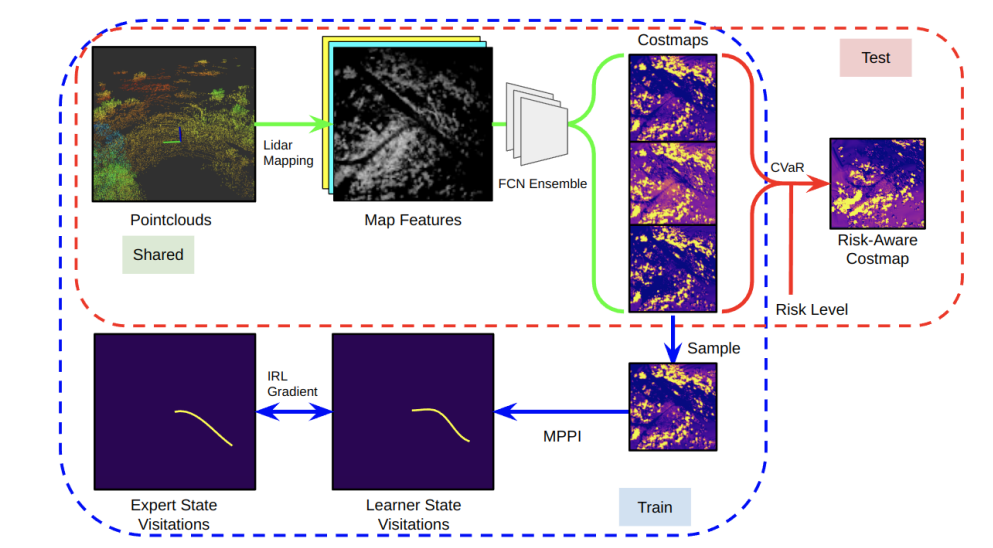 Costmaps
Test
Lidar
Mapping
FCN Ensemble
CVaR
Pointclouds
Map Features
Shared
Risk-Aware
Costmap
Risk Level
Sample
IRL
Gradient
MPPI
Expert State
Visitations
Learner State
Visitations
Train